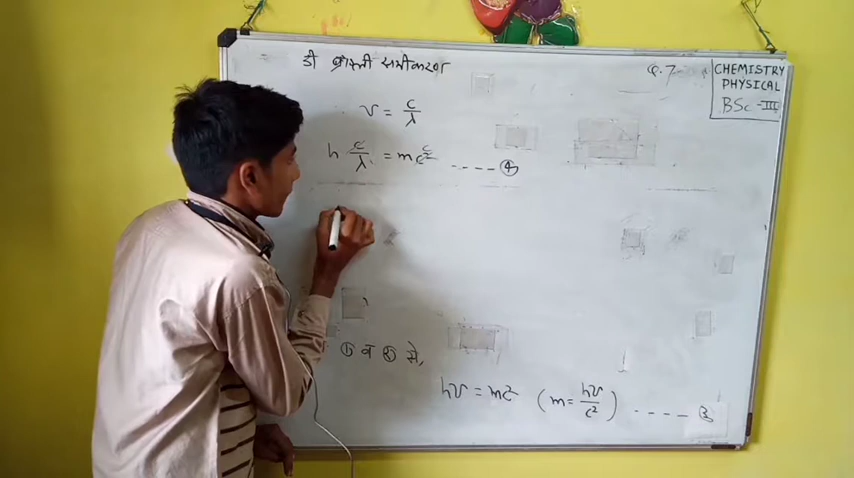 डी ब्रोग्ली समीकरण
Q.7
CHEMISTRY
PHYSICAL
BSc-III
ν = c/λ
h c/λ = mc² ---- ④
① व ② से,
hν = mc² (m = hν/c²) ---- ③